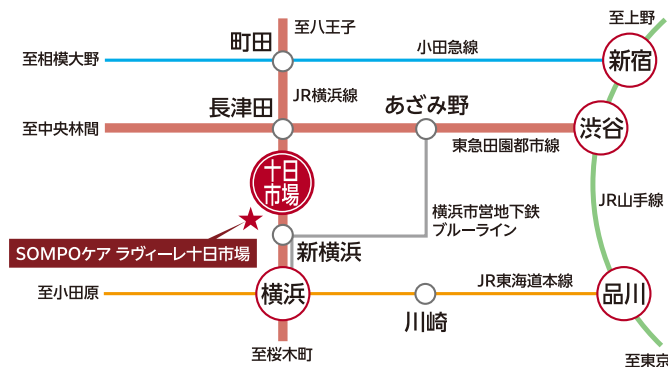 至上野
至八王子
町田
小田急線
至相模大野
新宿
JR横浜線
長津田
あざみ野
至中央林間
渋谷
東急田園都市線
十日
市場
JR山手線
横浜市営地下鉄
ブルーライン
SOMPOケア ラヴィーレ十日市場
新横浜
JR東海道本線
至小田原
横浜
品川
川崎
至桜木町
至東京